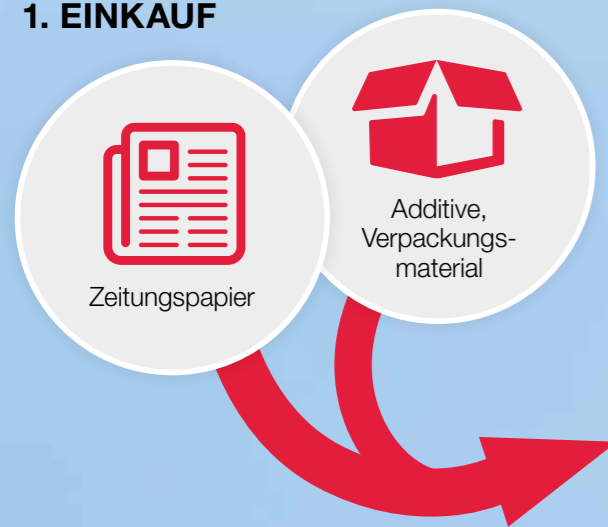 1. EINKAUF
Zeitungspapier
Additive,
Verpackungs-
material